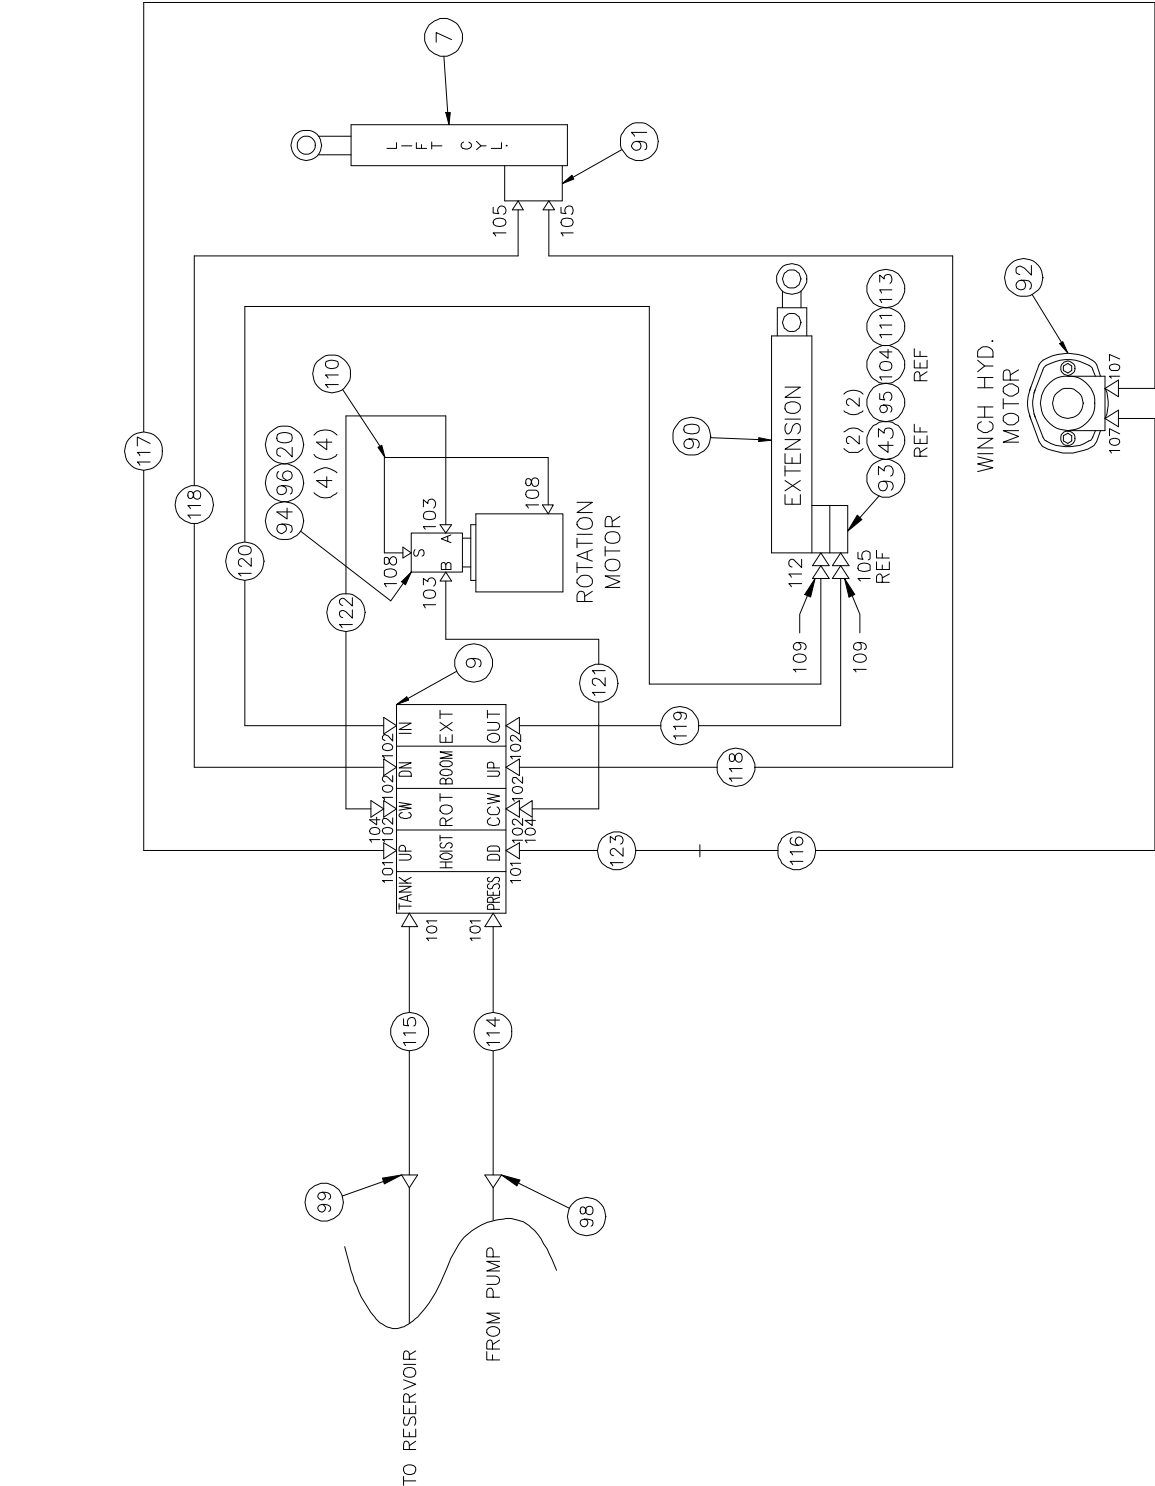 7
LIFT CYL.
91
105
105
117
118
120
122
110
94 96 20
(4) (4)
108
S
103
A
B
103
108
ROTATION
MOTOR
90
EXTENSION
(2) (2)
93 43 95 104 111 113
REF REF
112
105
REF
109
109
92
WINCH HYD.
MOTOR
107
107
9
121
119
118
123
116
102
IN EXT OUT
102
102
DN BOOM UP
102
104
102
CW ROT CCW
102
104
101
UP HOIST DD
101
TANK PRESS
101
101
115
114
99
98
FROM PUMP
TO RESERVOIR